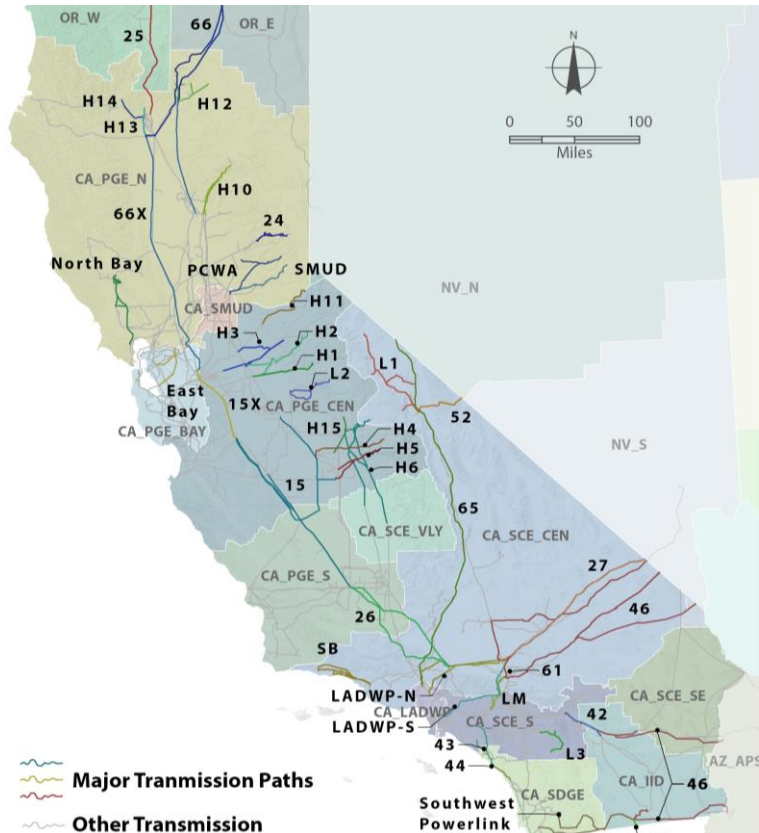 OR_W
25
66
OR_E
N
H14
H12
H13
0 50 100
Miles
CA_PGE_N
H10
66X
24
North Bay
PCWA
SMUD
NV_N
CA_SMUD
H11
H3
H2
H1
L2
L1
East
Bay
15X
CA_PGE_CEN
52
CA_PGE_BAY
H15
H4
H5
H6
NV_S
15
65
CA_SCE_VLY
CA_SCE_CEN
CA_PGE_S
27
26
46
SB
61
LADWP-N
LM
CA_SCE_SE
CA_LADWP
LADWP-S
CA_SCE_S
42
43
L3
AZ_APS
44
Major Tranmission Paths
CA_IID
46
CA_SDGE
Southwest
Powerlink
Other Transmission